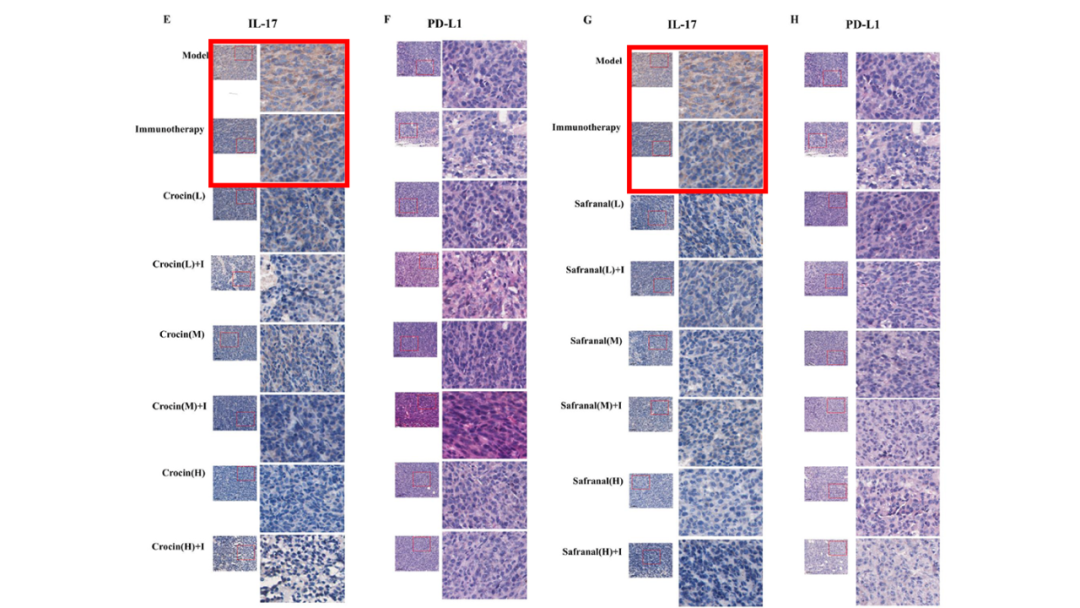 E IL-17 F PD-L1 G IL-17 H PD-L1
Model
Immunotherapy
Crocin(L)
Crocin(L)+I
Crocin(M)
Crocin(M)+I
Crocin(H)
Crocin(H)+I
Model
Immunotherapy
Safranal(L)
Safranal(L)+I
Safranal(M)
Safranal(M)+I
Safranal(H)
Safranal(H)+I